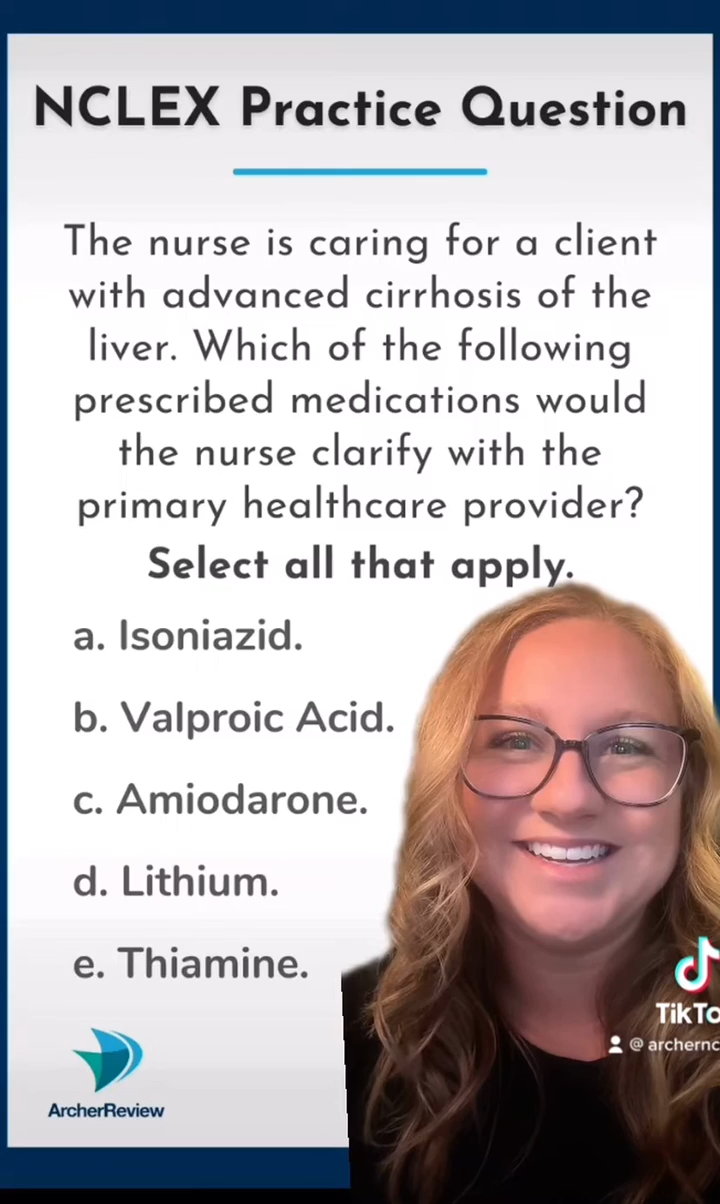 NCLEX Practice Question
The nurse is caring for a client
with advanced cirrhosis of the
liver. Which of the following
prescribed medications would
the nurse clarify with the
primary healthcare provider?
Select all that apply.
a. Isoniazid.
b. Valproic Acid.
c. Amiodarone.
d. Lithium.
e. Thiamine.
TikTo
@ archernc
ArcherReview